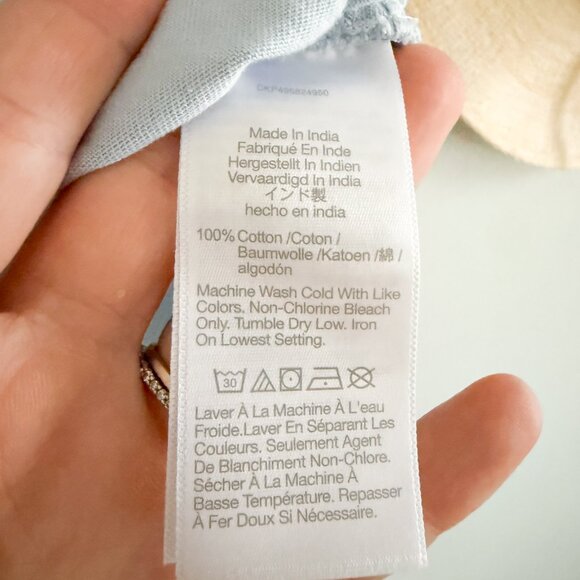 Made In India
Fabriqué En Inde
Hergestellt In Indien
Vervaardigd In India
インド製
hecho en india
100% Cotton /Coton /
Baumwolle /Katoen /綿 /
algodón
Machine Wash Cold With Like
Colors. Non-Chlorine Bleach
Only. Tumble Dry Low. Iron
On Lowest Setting.
30
Laver À La Machine À L'eau
Froide.Laver En Séparant Les
Couleurs. Seulement Agent
De Blanchiment Non-Chlore.
Sécher À La Machine À
Basse Température. Repasser
À Fer Doux Si Nécessaire.